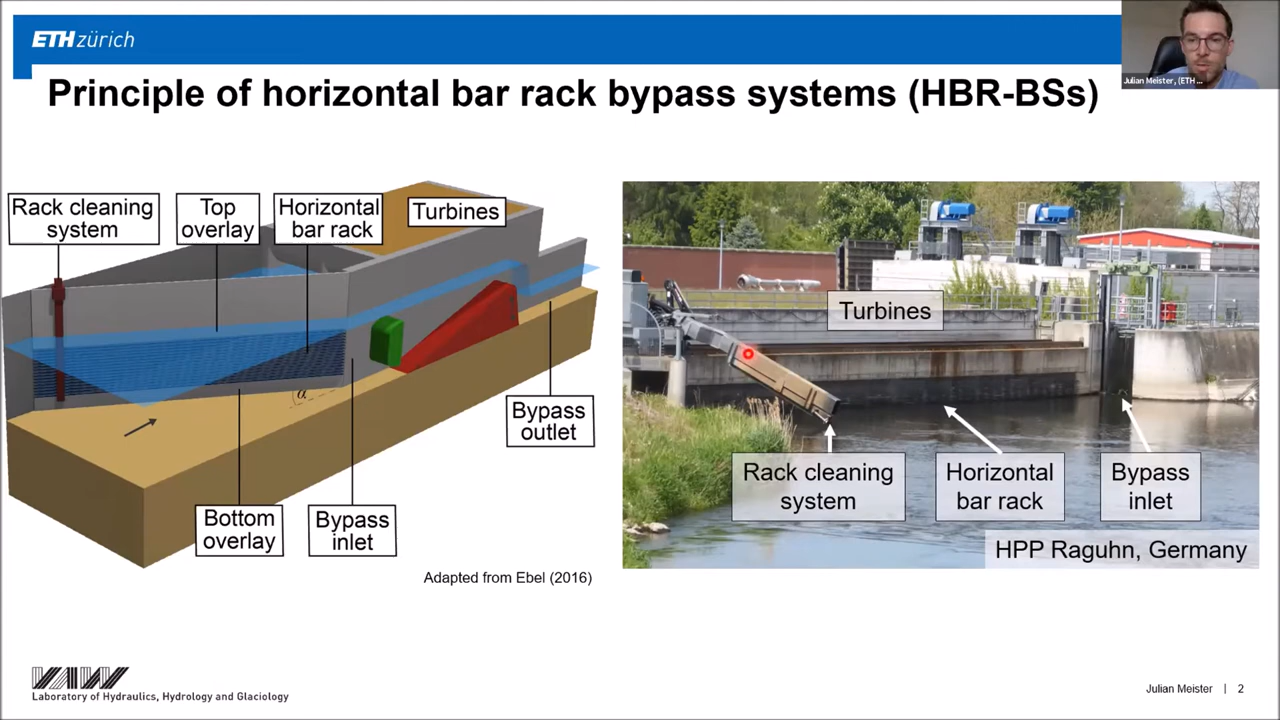 ETH zürich
Julian Meister, (ETH ...
Principle of horizontal bar rack bypass systems (HBR-BSs)
Rack cleaning
system
Top
overlay
Horizontal
bar rack
Turbines
α
Bypass
outlet
Bottom
overlay
Bypass
inlet
Adapted from Ebel (2016)
Turbines
Rack cleaning
system
Horizontal
bar rack
Bypass
inlet
HPP Raguhn, Germany
VAW
Laboratory of Hydraulics, Hydrology and Glaciology
Julian Meister | 2